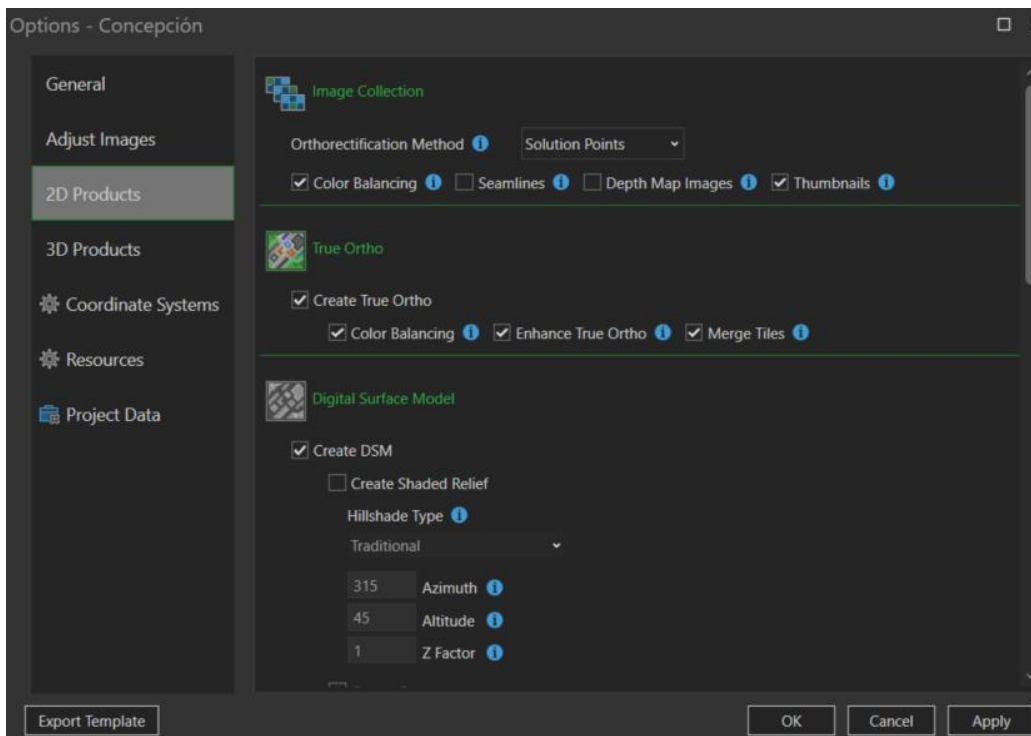 Options - Concepción
General
Adjust Images
2D Products
3D Products
Coordinate Systems
Resources
Project Data
Image Collection
Orthorectification Method Solution Points
Color Balancing Seamlines Depth Map Images Thumbnails
True Ortho
Create True Ortho
Color Balancing Enhance True Ortho Merge Tiles
Digital Surface Model
Create DSM
Create Shaded Relief
Hillshade Type
Traditional
315 Azimuth
45 Altitude
1 Z Factor
Export Template OK Cancel Apply